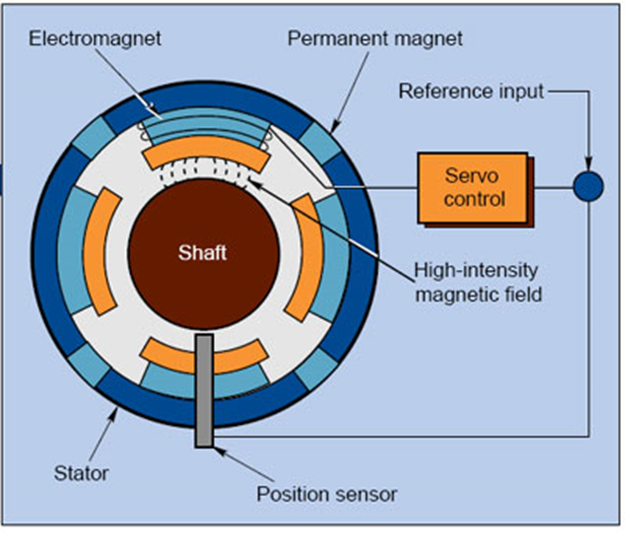 Electromagnet
Permanent magnet
Reference input
Servo
control
Shaft
High-intensity
magnetic field
Stator
Position sensor